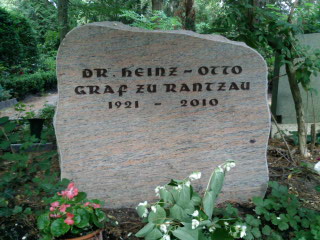 DR. HEINZ-OTTO
GRAF ZU RANTZAU
1921 - 2010